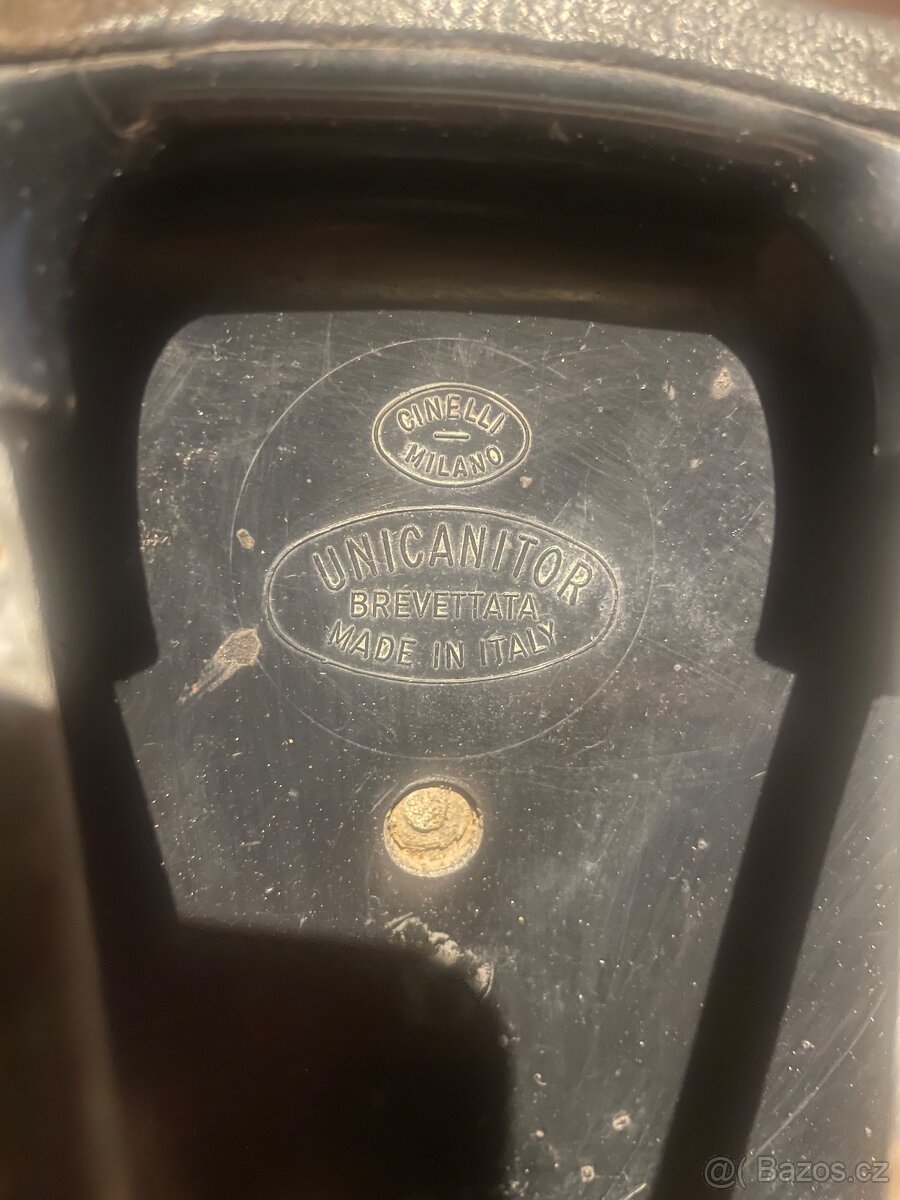 CINELLI
MILANO
UNICANITOR
BREVETTATA
MADE IN ITALY
@( Bazos.cz